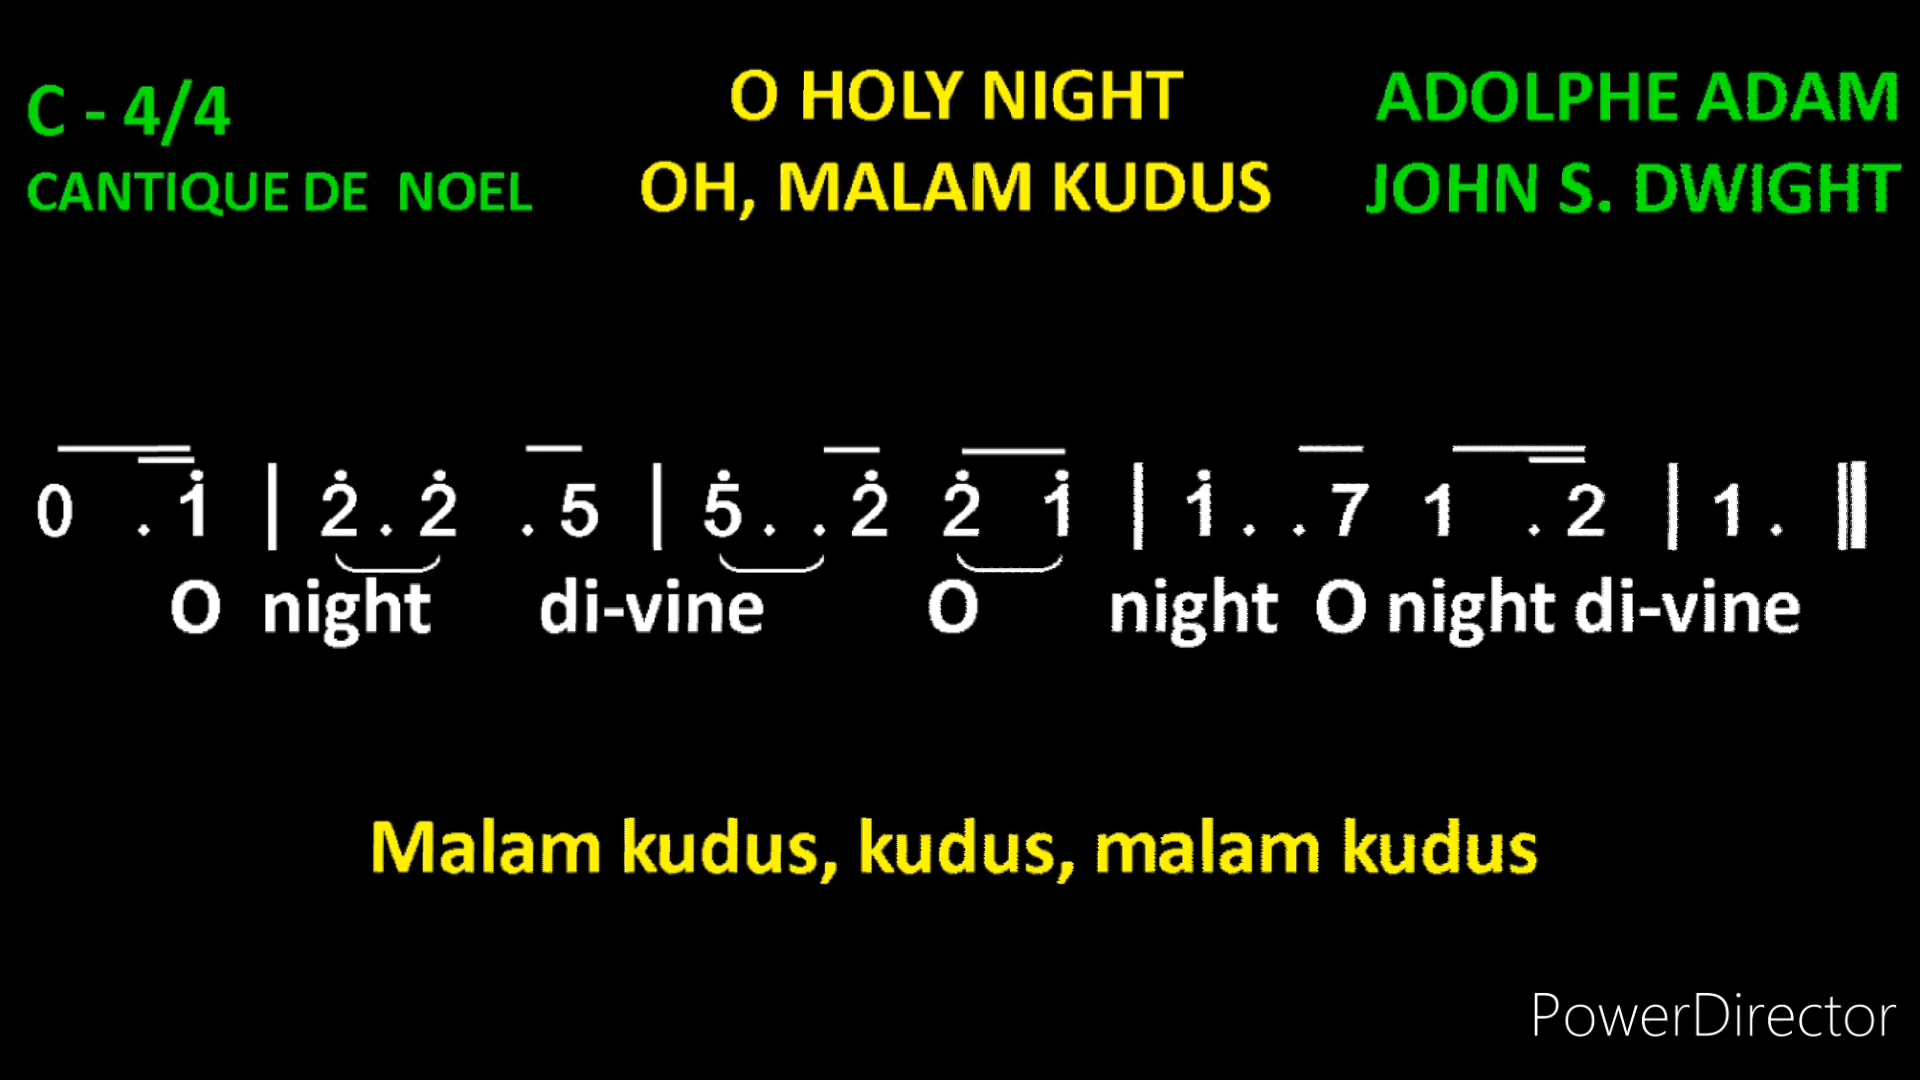 C - 4/4
O HOLY NIGHT
ADOLPHE ADAM
CANTIQUE DE NOEL
OH, MALAM KUDUS
JOHN S. DWIGHT
0 . 1̇ | 2̇ . 2̇ . 5 | 5̇ . . 2̇ 2̇ 1̇ | 1̇ . . 7 1 . 2 | 1 . ||
O night di-vine O night O night di-vine
Malam kudus, kudus, malam kudus
PowerDirector